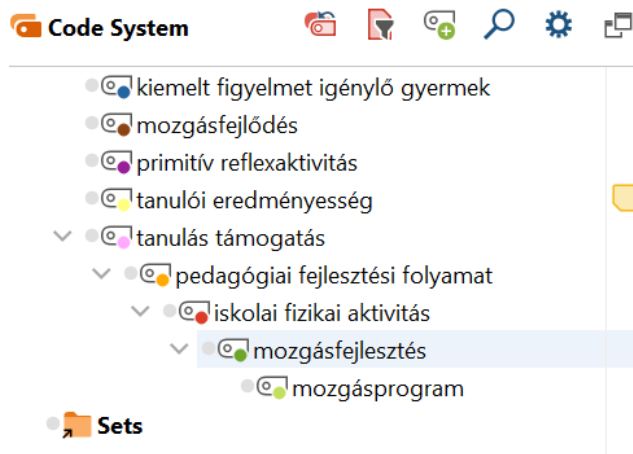 Code System
kiemelt figyelmet igénylő gyermek
mozgásfejlődés
primitív reflexaktivitás
tanulói eredményesség
tanulás támogatás
pedagógiai fejlesztési folyamat
iskolai fizikai aktivitás
mozgásfejlesztés
mozgásprogram
Sets